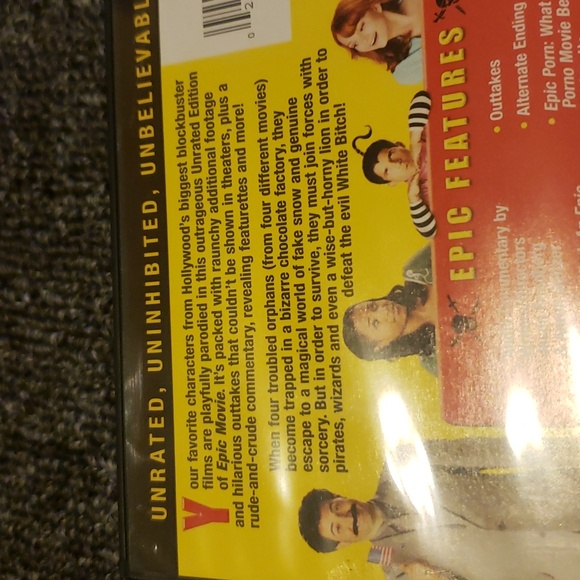 UNRATED, UNINHIBITED, UNBELIEVABL
Your favorite characters from Hollywood's biggest blockbuster
films are playfully parodied in this outrageous Unrated Edition
of Epic Movie. It's packed with raunchy additional footage
and hilarious outtakes that couldn't be shown in theaters, plus a
rude-and-crude commentary, revealing featurettes and more!
When four troubled orphans (from four different movies)
become trapped in a bizarre chocolate factory, they
escape to a magical world of fake snow and genuine
sorcery. But in order to survive, they must join forces with
pirates, wizards and even a wise-but-horny lion in order to
defeat the evil White Bitch!
0 2
EPIC FEATURES
• Outtakes
• Alternate Ending
• Epic Porn: What
Porno Movie Be
by